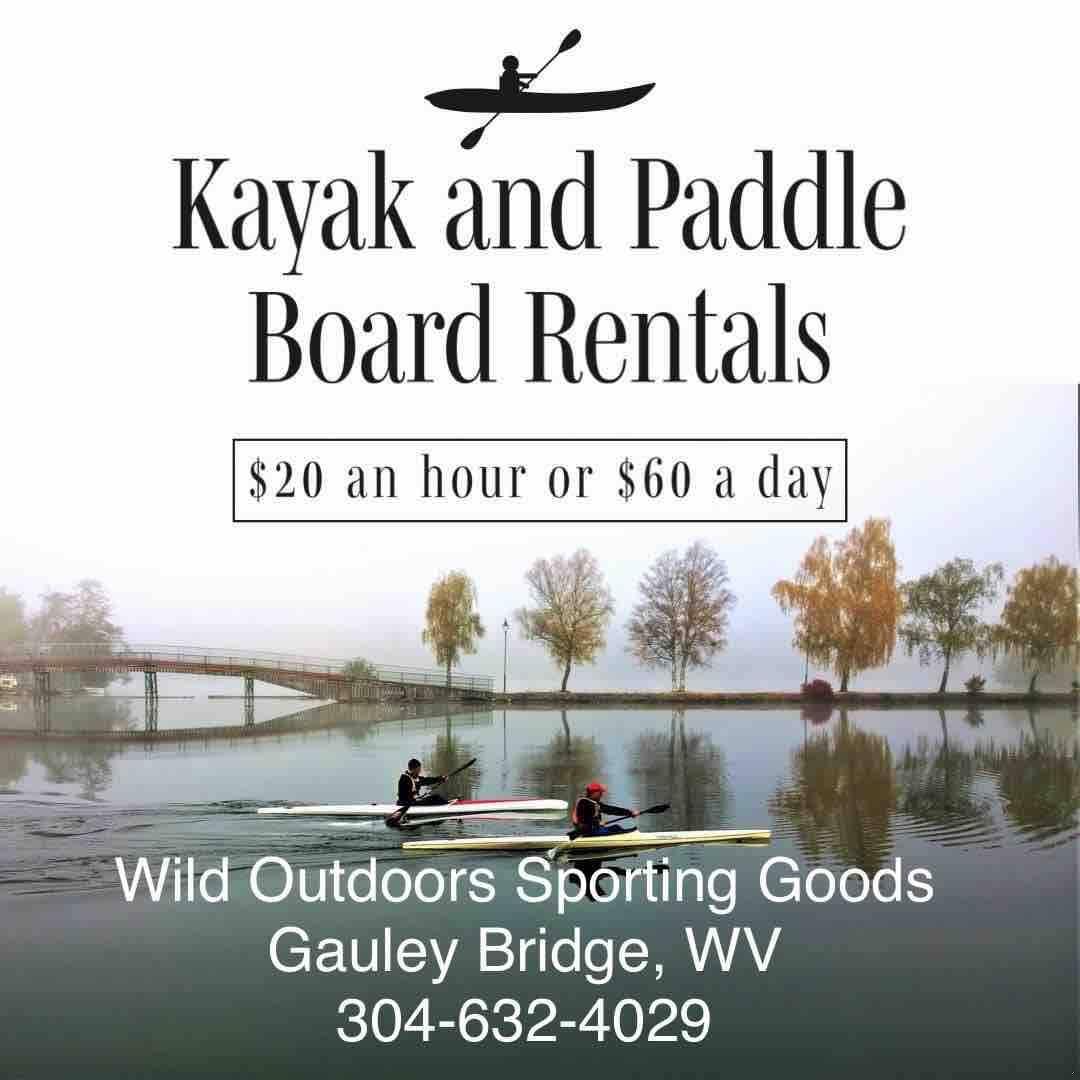 Kayak and Paddle
Board Rentals
$20 an hour or $60 a day
Wild Outdoors Sporting Goods
Gauley Bridge, WV
304-632-4029